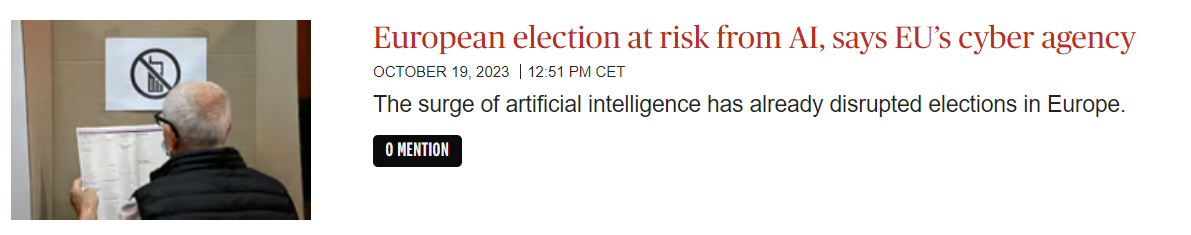 European election at risk from AI, says EU’s cyber agency
OCTOBER 19, 2023 | 12:51 PM CET
The surge of artificial intelligence has already disrupted elections in Europe.
0 MENTION